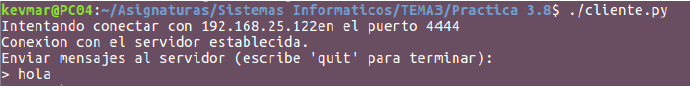 kevmar@PC04:~/Asignaturas/Sistemas Informaticos/TEMA3/Practica 3.8$ ./cliente.py
Intentando conectar con 192.168.25.122en el puerto 4444
Conexion con el servidor establecida.
Enviar mensajes al servidor (escribe 'quit' para terminar):
> hola